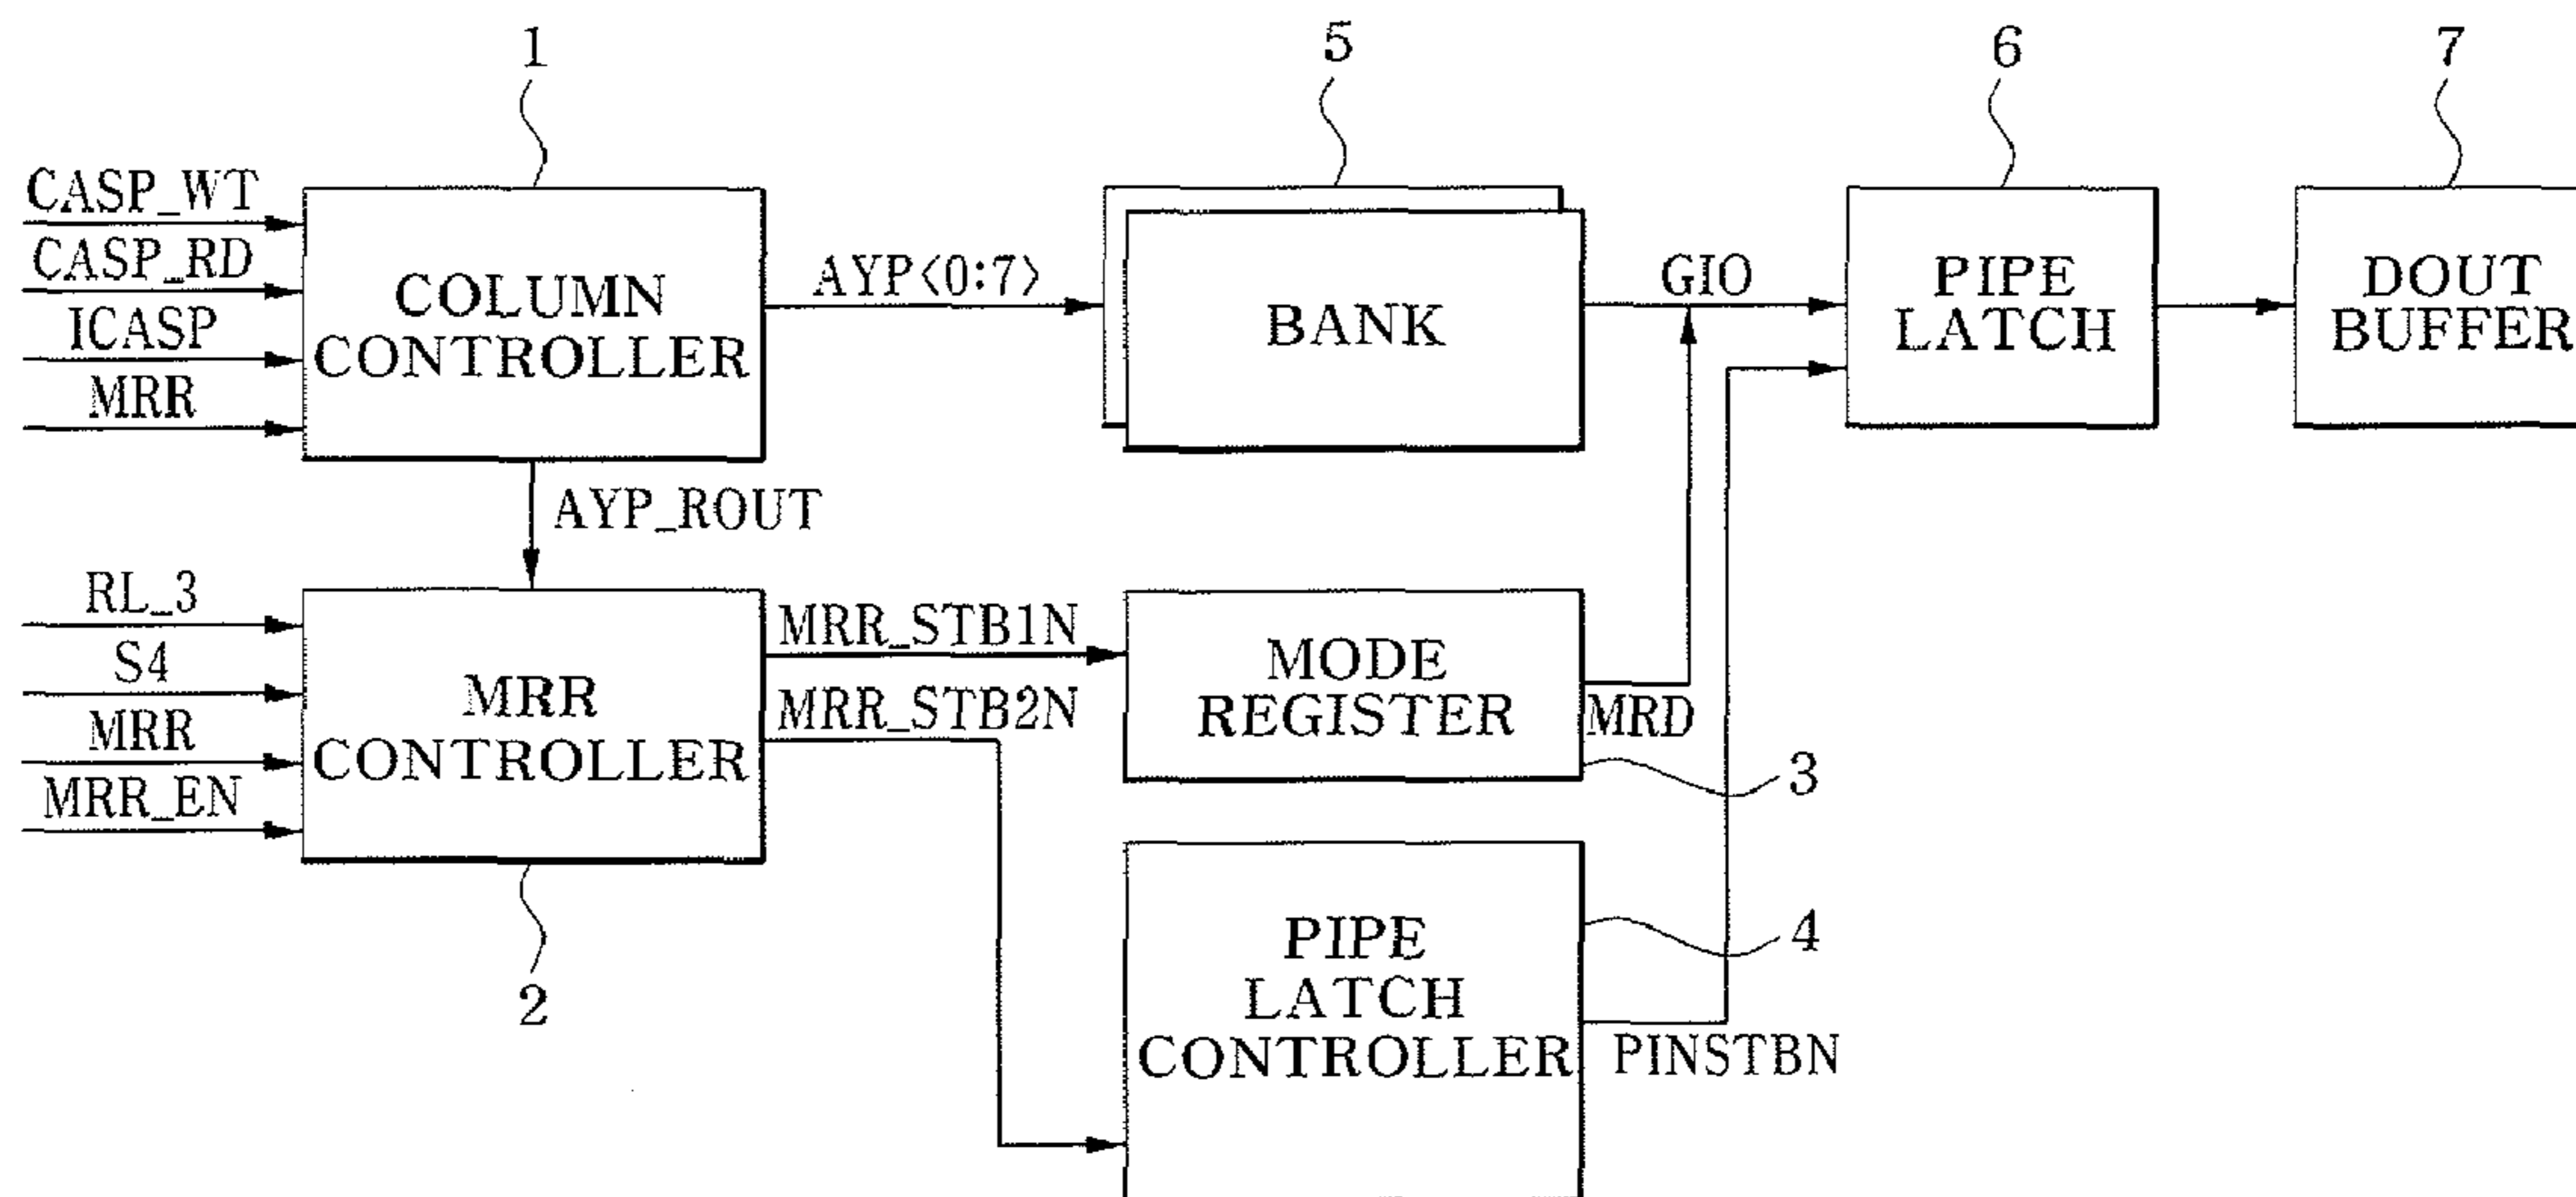 1
5
6
7
CASP_WT
CASP_RD
ICASP
MRR
COLUMN
CONTROLLER
AYP<0:7>
BANK
GIO
PIPE
LATCH
DOUT
BUFFER
AYP_ROUT
RL_3
S4
MRR
MRR_EN
MRR
CONTROLLER
MRR_STB1N
MRR_STB2N
MODE
REGISTER
MRD
3
2
PIPE
LATCH
CONTROLLER
4
PINSTBN